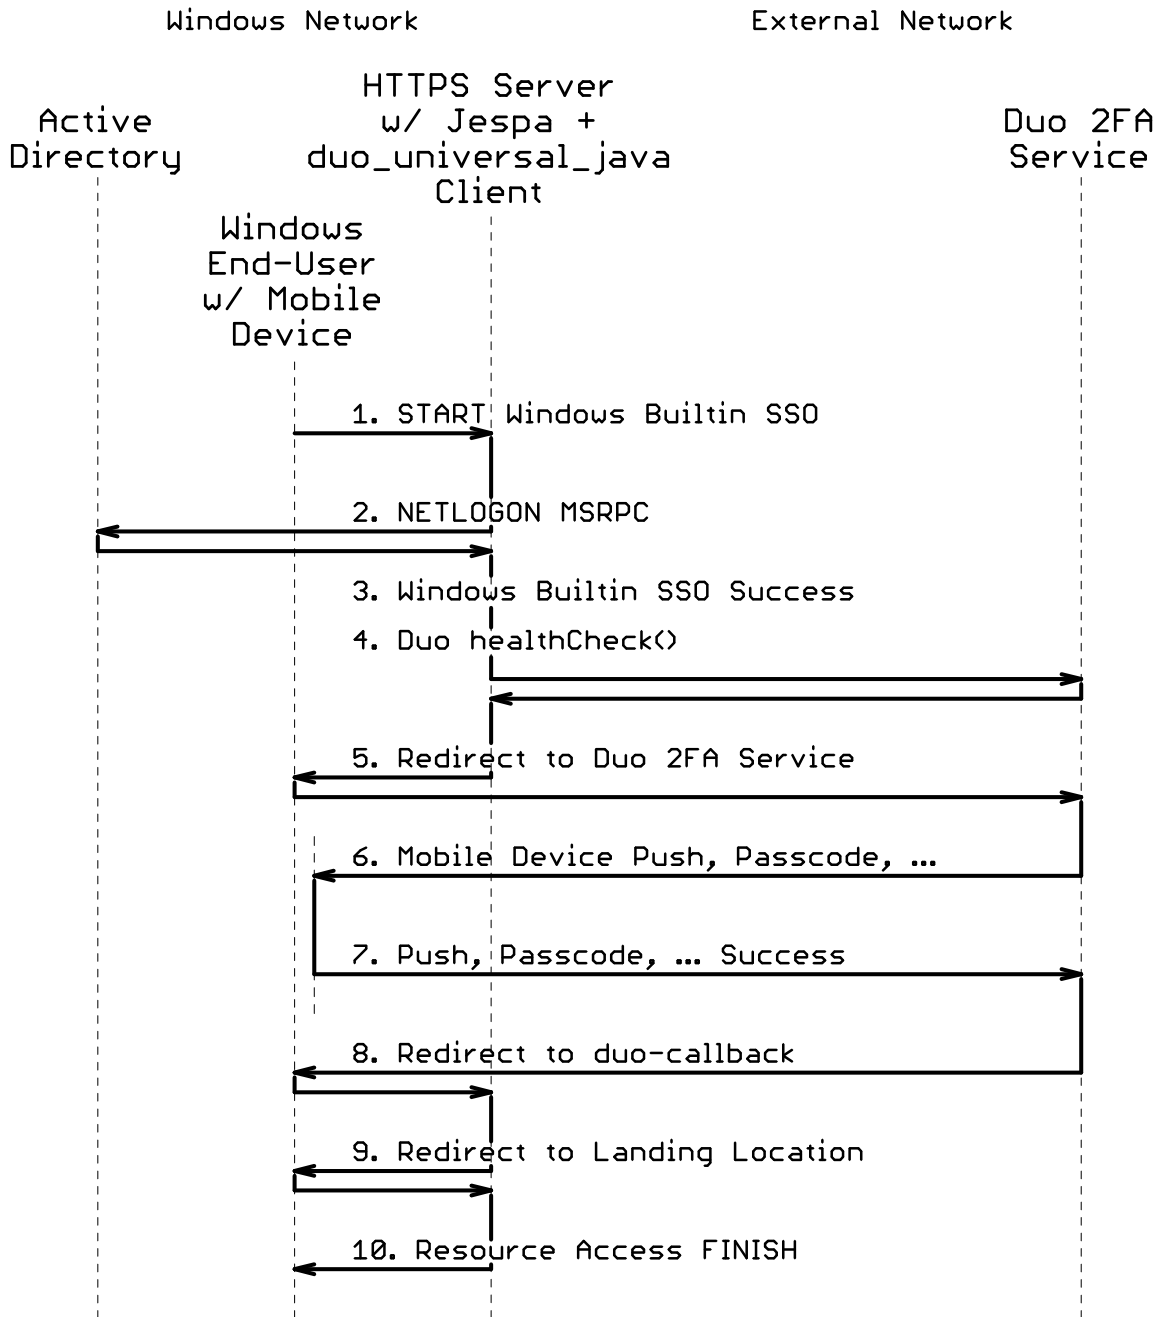 Windows Network
External Network
HTTPS Server
w/ Jespa +
duo_universal_java
Client
Active
Directory
Duo 2FA
Service
Windows
End-User
w/ Mobile
Device
1. START Windows Builtin SSO
2. NETLOGON MSRPC
3. Windows Builtin SSO Success
4. Duo healthCheck()
5. Redirect to Duo 2FA Service
6. Mobile Device Push, Passcode, ...
7. Push, Passcode, ... Success
8. Redirect to duo-callback
9. Redirect to Landing Location
10. Resource Access FINISH